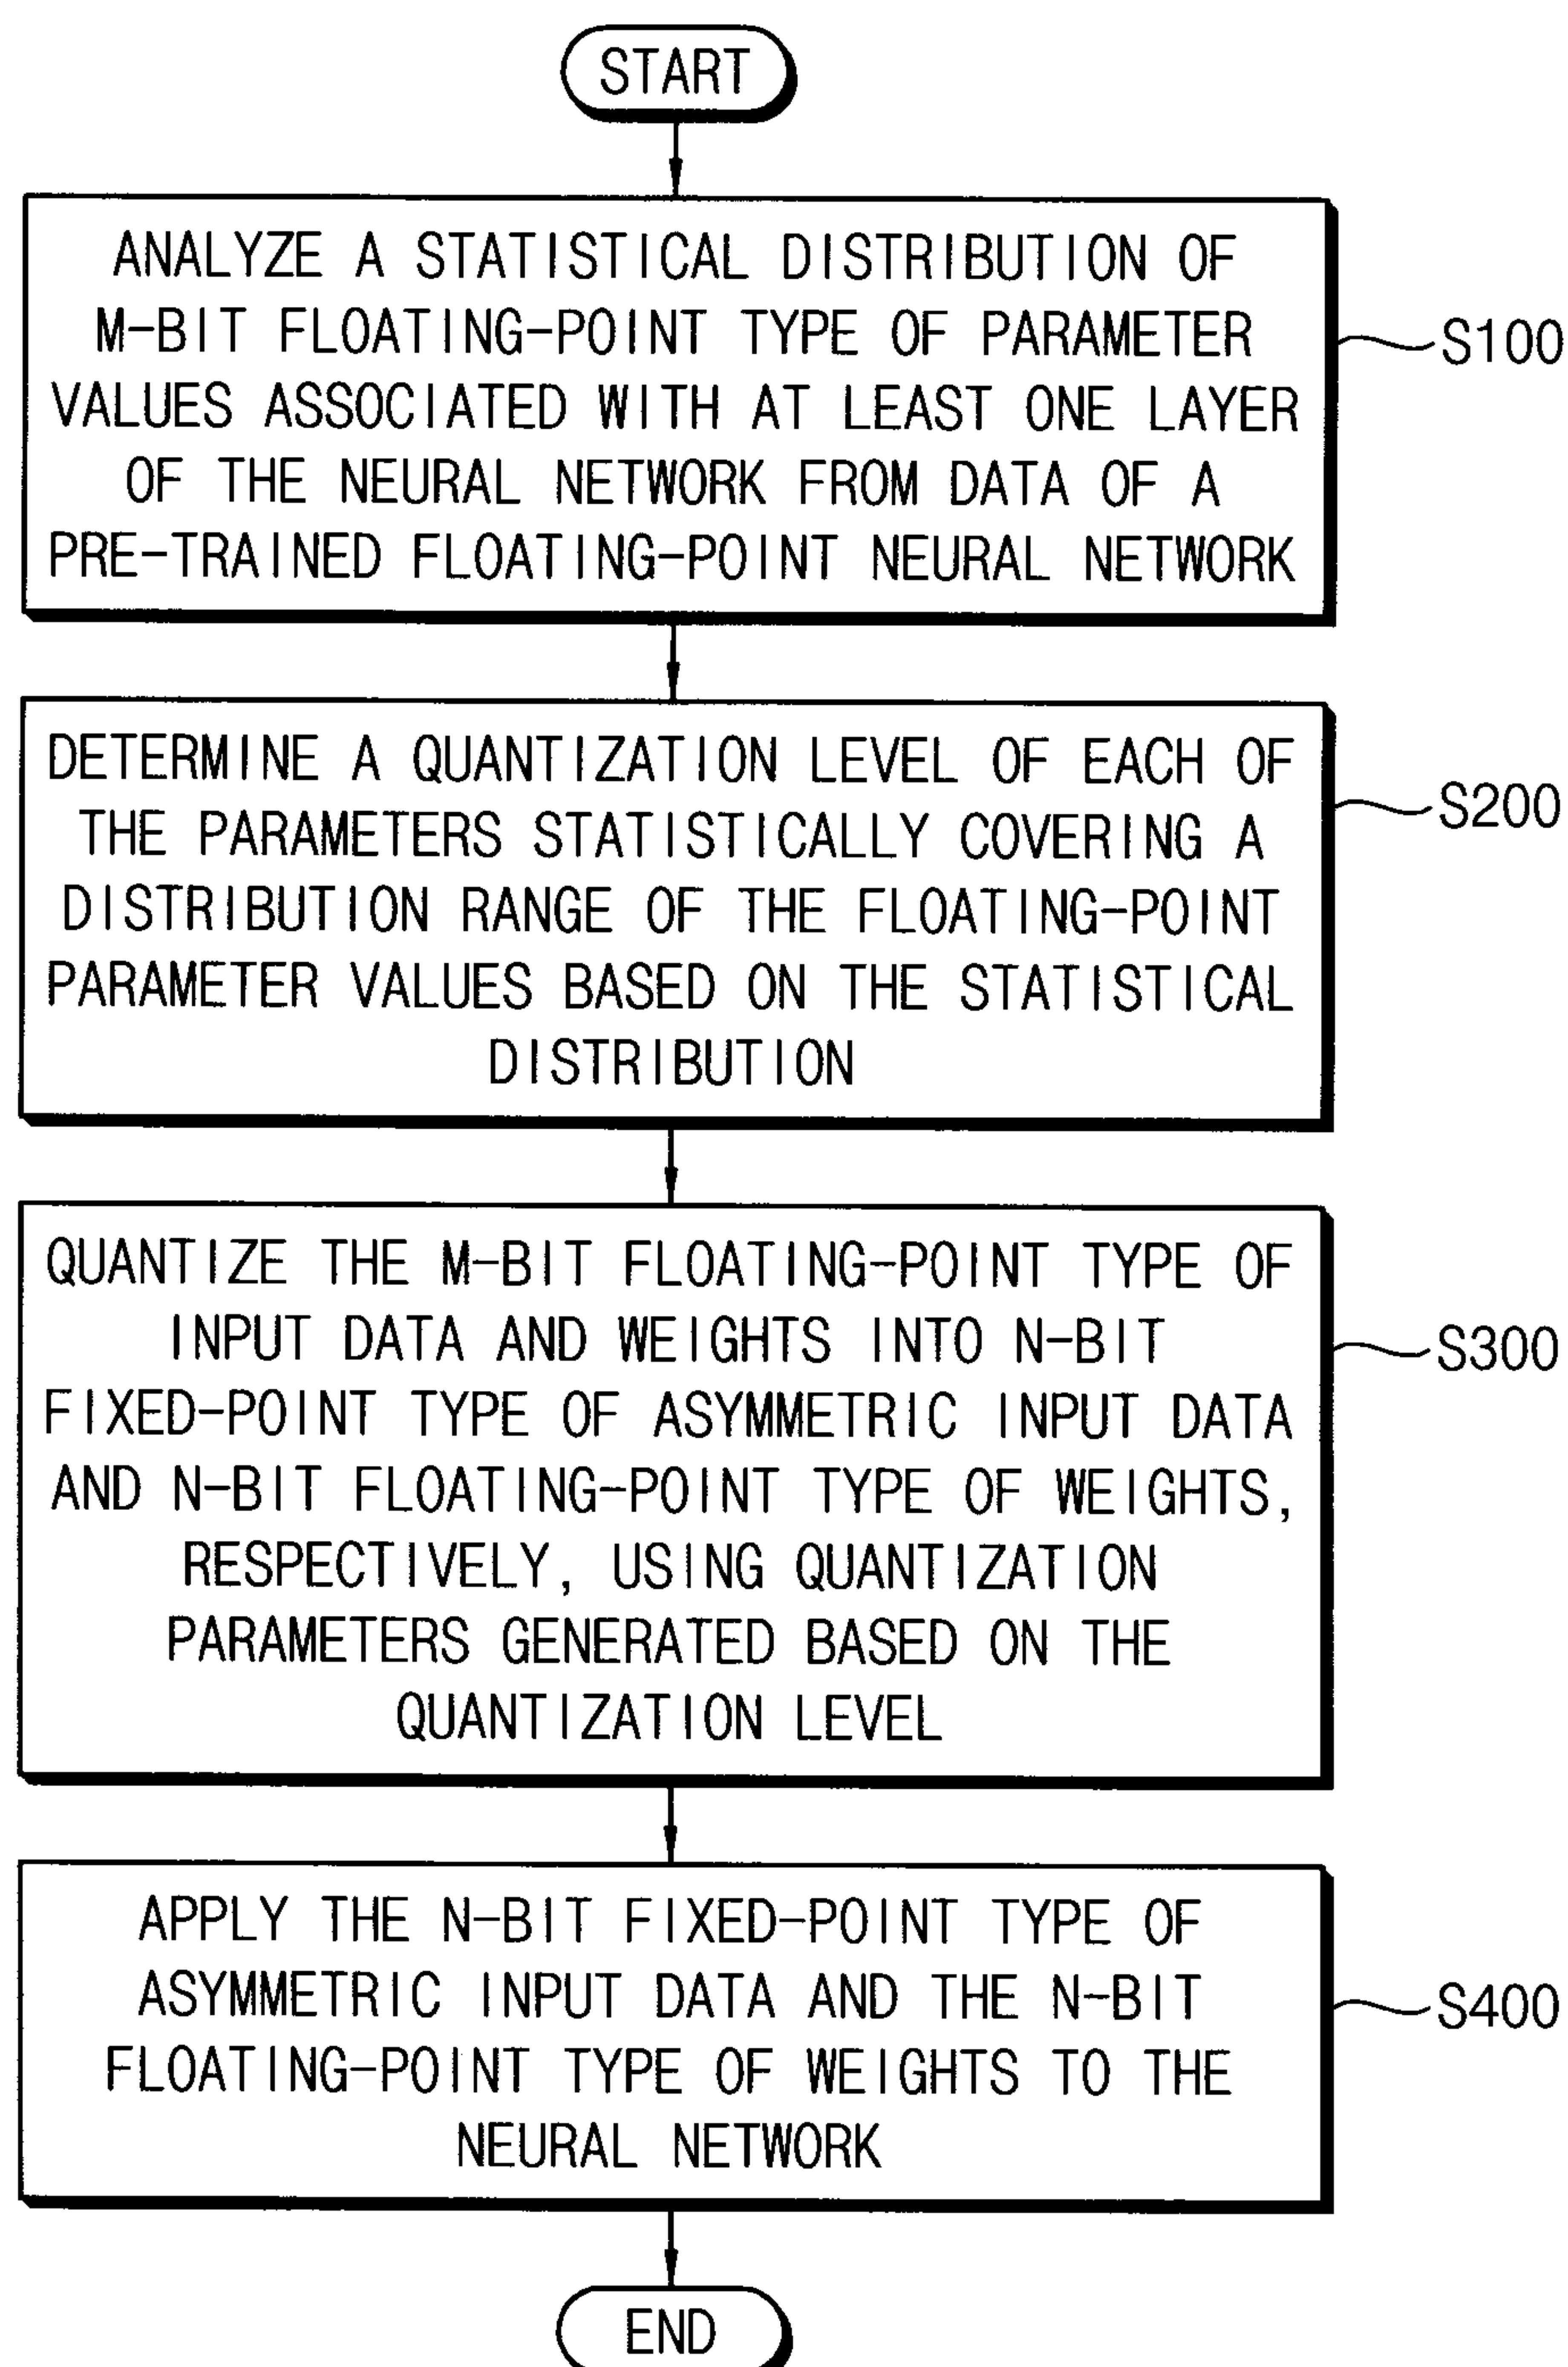 START
ANALYZE A STATISTICAL DISTRIBUTION OF
M-BIT FLOATING-POINT TYPE OF PARAMETER
VALUES ASSOCIATED WITH AT LEAST ONE LAYER
OF THE NEURAL NETWORK FROM DATA OF A
PRE-TRAINED FLOATING-POINT NEURAL NETWORK
S100
DETERMINE A QUANTIZATION LEVEL OF EACH OF
THE PARAMETERS STATISTICALLY COVERING A
DISTRIBUTION RANGE OF THE FLOATING-POINT
PARAMETER VALUES BASED ON THE STATISTICAL
DISTRIBUTION
S200
QUANTIZE THE M-BIT FLOATING-POINT TYPE OF
INPUT DATA AND WEIGHTS INTO N-BIT
FIXED-POINT TYPE OF ASYMMETRIC INPUT DATA
AND N-BIT FLOATING-POINT TYPE OF WEIGHTS,
RESPECTIVELY, USING QUANTIZATION
PARAMETERS GENERATED BASED ON THE
QUANTIZATION LEVEL
S300
APPLY THE N-BIT FIXED-POINT TYPE OF
ASYMMETRIC INPUT DATA AND THE N-BIT
FLOATING-POINT TYPE OF WEIGHTS TO THE
NEURAL NETWORK
S400
END